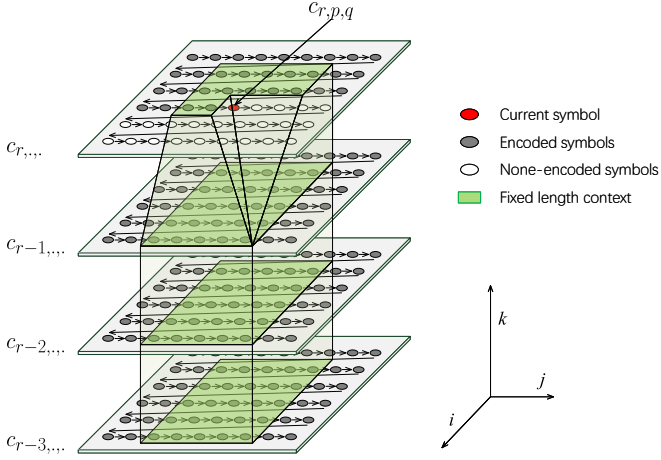 c_{r,p,q}
Current symbol
c_{r,.,.}
Encoded symbols
None-encoded symbols
Fixed length context
c_{r−1,.,.}
k
c_{r−2,.,.}
j
i
c_{r−3,.,.}